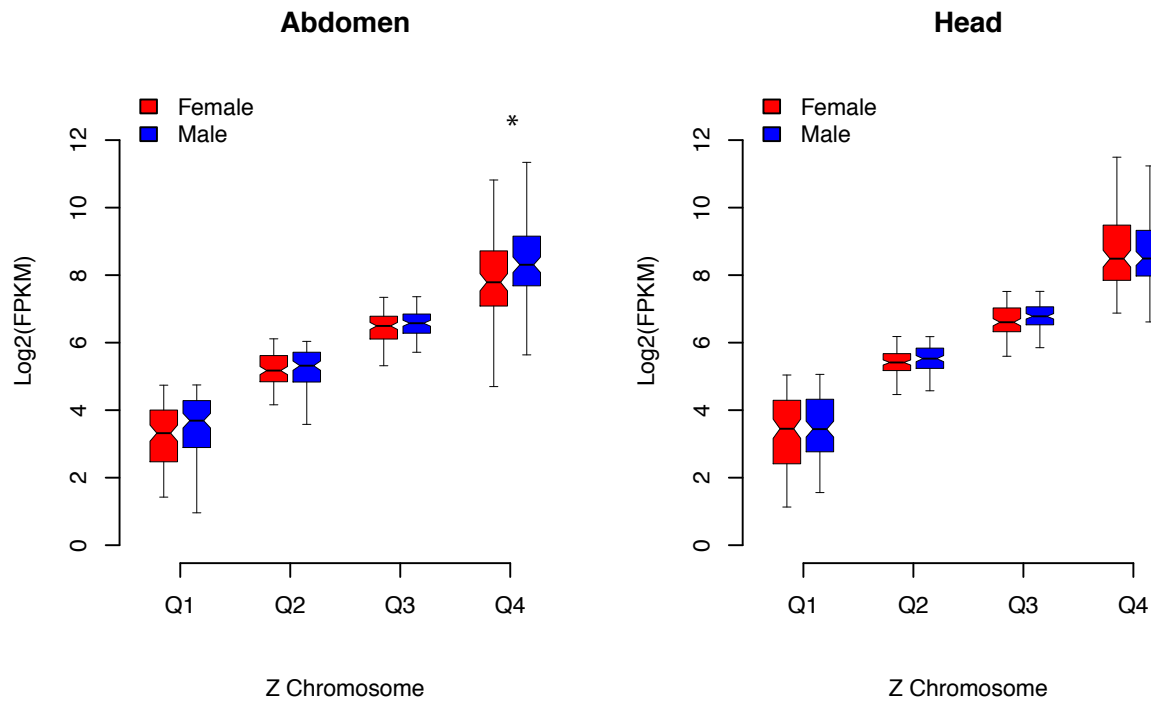 Abdomen
Female
Male
*
Log2(FPKM)
12
10
8
6
4
2
0
Q1 Q2 Q3 Q4
Z Chromosome
Head
Female
Male
Log2(FPKM)
12
10
8
6
4
2
0
Q1 Q2 Q3 Q4
Z Chromosome